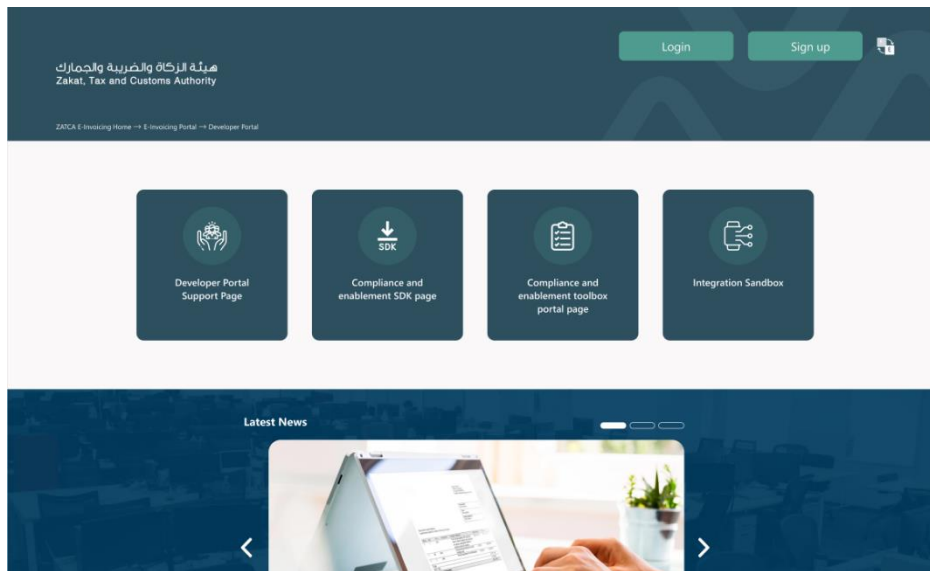 Login
Sign up
هيئة الزكاة والضريبة والجمارك
Zakat, Tax and Customs Authority
ZATCA E-Invoicing Home → E-Invoicing Portal → Developer Portal
Developer Portal
Support Page
SDK
Compliance and
enablement SDK page
Compliance and
enablement toolbox
portal page
Integration Sandbox
Latest News